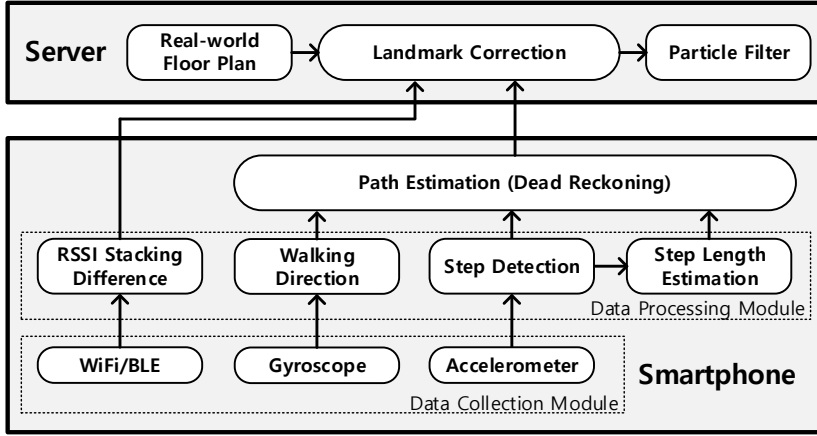 Server
Real-world
Floor Plan
Landmark Correction
Particle Filter
Path Estimation (Dead Reckoning)
RSSI Stacking
Difference
Walking
Direction
Step Detection
Step Length
Estimation
Data Processing Module
WiFi/BLE
Gyroscope
Accelerometer
Smartphone
Data Collection Module